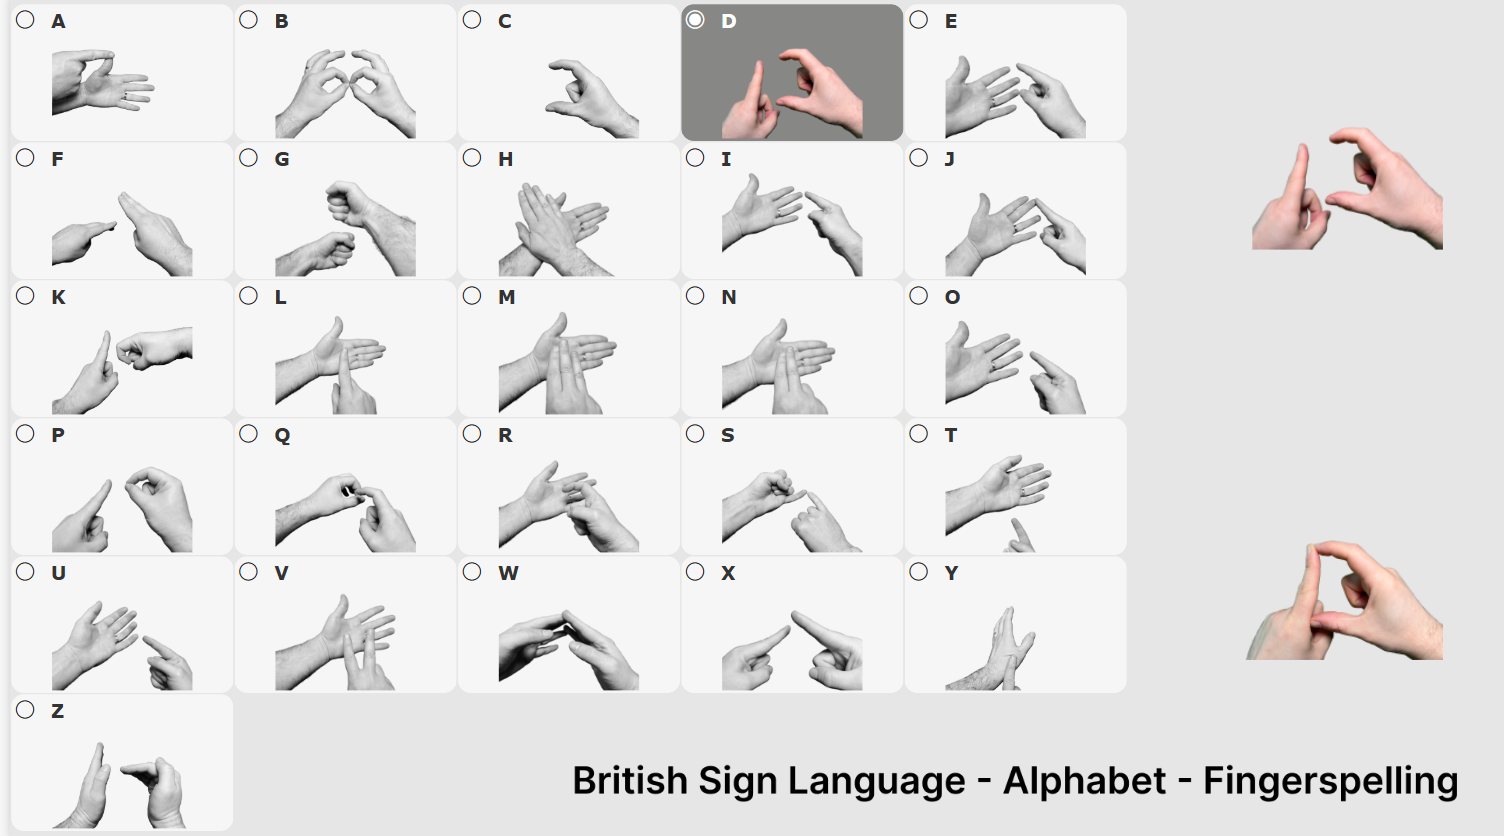 A B C D E
F G H I J
K L M N O
P Q R S T
U V W X Y
Z
British Sign Language - Alphabet - Fingerspelling